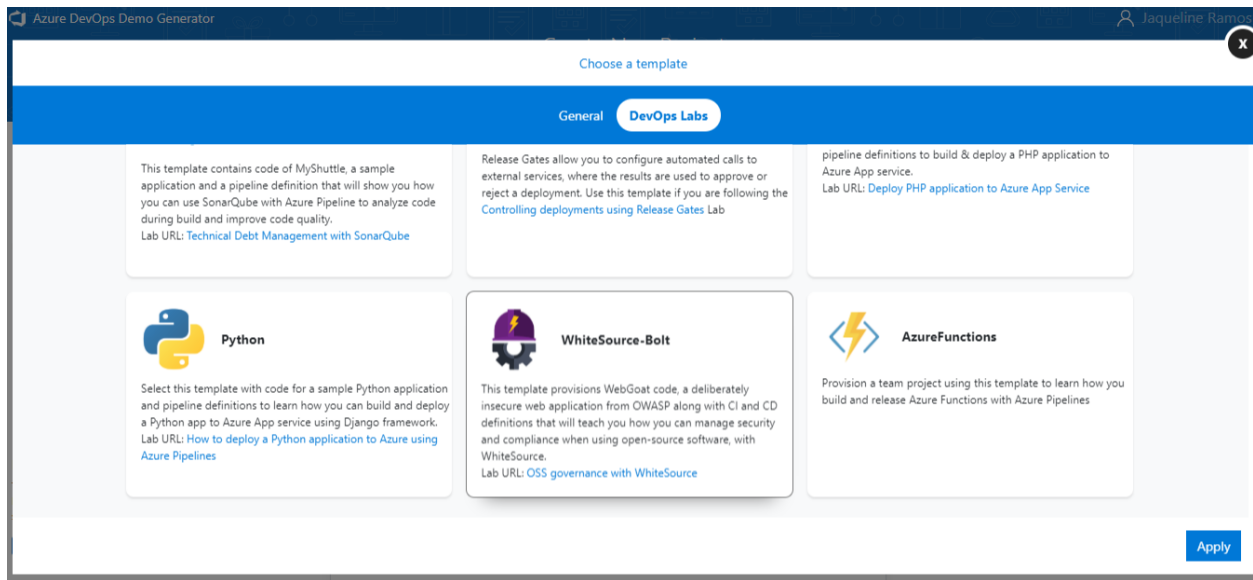 Azure DevOps Demo Generator
Jaqueline Ramos
X
Choose a template
General
DevOps Labs
This template contains code of MyShuttle, a sample
application and a pipeline definition that will show you how
you can use SonarQube with Azure Pipeline to analyze code
during build and improve code quality.
Lab URL: Technical Debt Management with SonarQube
Release Gates allow you to configure automated calls to
external services, where the results are used to approve or
reject a deployment. Use this template if you are following the
Controlling deployments using Release Gates Lab
pipeline definitions to build & deploy a PHP application to
Azure App service.
Lab URL: Deploy PHP application to Azure App Service
Python
Select this template with code for a sample Python application
and pipeline definitions to learn how you can build and deploy
a Python app to Azure App service using Django framework.
Lab URL: How to deploy a Python application to Azure using
Azure Pipelines
WhiteSource-Bolt
This template provisions WebGoat code, a deliberately
insecure web application from OWASP along with CI and CD
definitions that will teach you how you can manage security
and compliance when using open-source software, with
WhiteSource.
Lab URL: OSS governance with WhiteSource
AzureFunctions
Provision a team project using this template to learn how you
build and release Azure Functions with Azure Pipelines
Apply